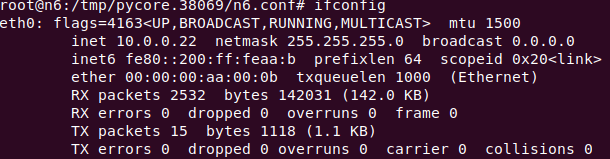 root@n6:/tmp/pycore.38069/n6.conf# ifconfig
eth0: flags=4163<UP,BROADCAST,RUNNING,MULTICAST>  mtu 1500
        inet 10.0.0.22  netmask 255.255.255.0  broadcast 0.0.0.0
        inet6 fe80::200:ff:feaa:b  prefixlen 64  scopeid 0x20<link>
        ether 00:00:00:aa:00:0b  txqueuelen 1000  (Ethernet)
        RX packets 2532  bytes 142031 (142.0 KB)
        RX errors 0  dropped 0  overruns 0  frame 0
        TX packets 15  bytes 1118 (1.1 KB)
        TX errors 0  dropped 0 overruns 0  carrier 0  collisions 0